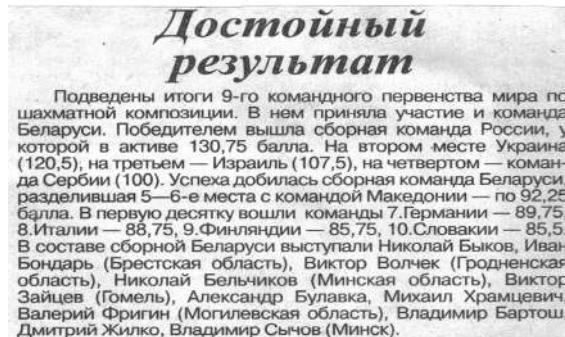 Достойный
результат
Подведены итоги 9-го командного первенства мира по
шахматной композиции. В нем приняла участие и команда
Беларуси. Победителем вышла сборная команда России, у
которой в активе 130,75 балла. На втором месте Украина
(120,5), на третьем — Израиль (107,5), на четвертом — коман-
да Сербии (100). Успеха добилась сборная команда Беларуси,
разделившая 5—6-е места с командой Македонии — по 92,25
балла. В первую десятку вошли команды 7.Германии — 89,75,
8.Италии — 88,75, 9.Финляндии — 85,75, 10.Словакии — 85,5.
В составе сборной Беларуси выступали Николай Быков, Иван
Бондарь (Брестская область), Виктор Волчек (Гродненская
область), Николай Бельчиков (Минская область), Виктор
Зайцев (Гомель), Александр Булавка, Михаил Храмцевич,
Валерий Фригин (Могилевская область), Владимир Бартош,
Дмитрий Жилко, Владимир Сычов (Минск).